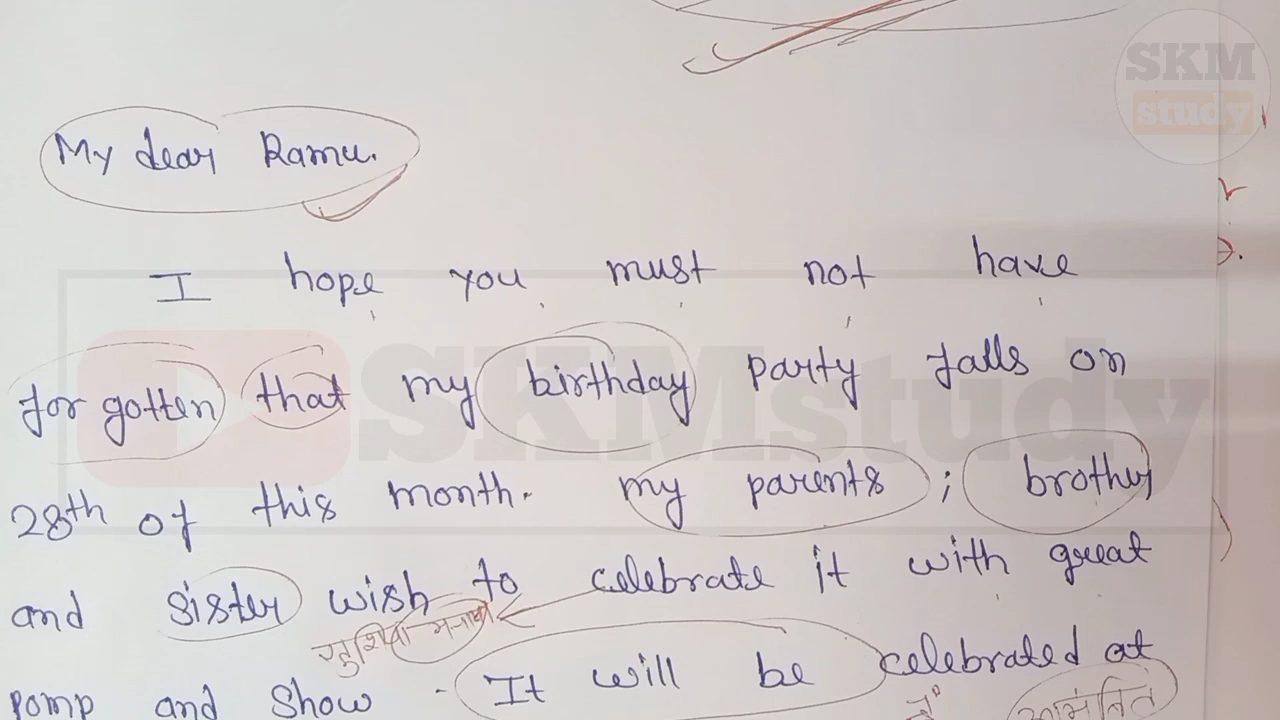 SKM
study
My dear Ramu.
I hope you must not have
forgotten that my birthday party falls on
SKMstudy
28th of this month. my parents ; brother
and sister wish to celebrate it with great
खुशियां मनाना
pomp and show . It will be celebrated at
आमंत्रित